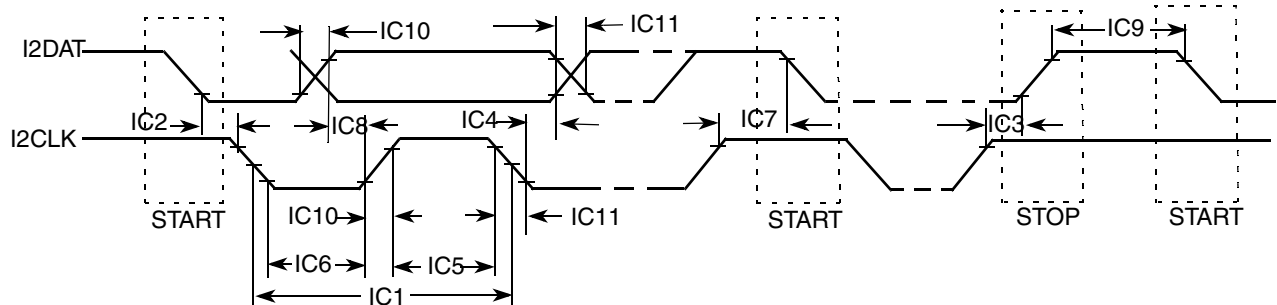 IC10
IC11
IC9
I2DAT
IC2
IC8
IC4
IC7
IC3
I2CLK
START
IC10
IC11
START
STOP
START
IC6
IC5
IC1